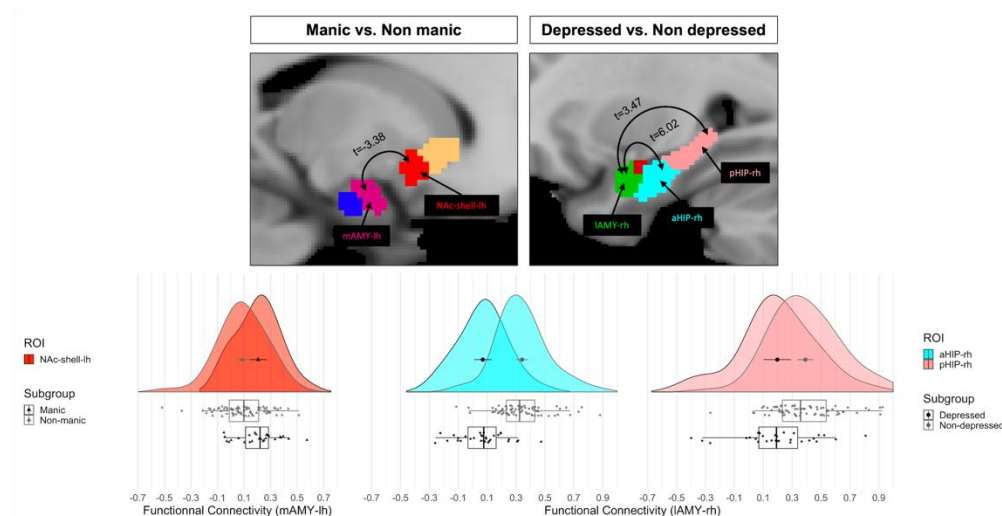 Manic vs. Non manic
Depressed vs. Non depressed
t=-3.38
NAc-shell-lh
mAMY-lh
t=3.47
t=6.02
pHIP-rh
aHIP-rh
lAMY-rh
ROI
NAc-shell-lh
Subgroup
Manic
Non-manic
ROI
aHIP-rh
pHIP-rh
Subgroup
Depressed
Non-depressed
-0.7 -0.5 -0.3 -0.1 0.1 0.3 0.5 0.7
-0.7 -0.5 -0.3 -0.1 0.1 0.3 0.5 0.7 0.9
-0.7 -0.5 -0.3 -0.1 0.1 0.3 0.5 0.7 0.9
Functionnal Connectivity (mAMY-lh)
Functional Connectivity (lAMY-rh)